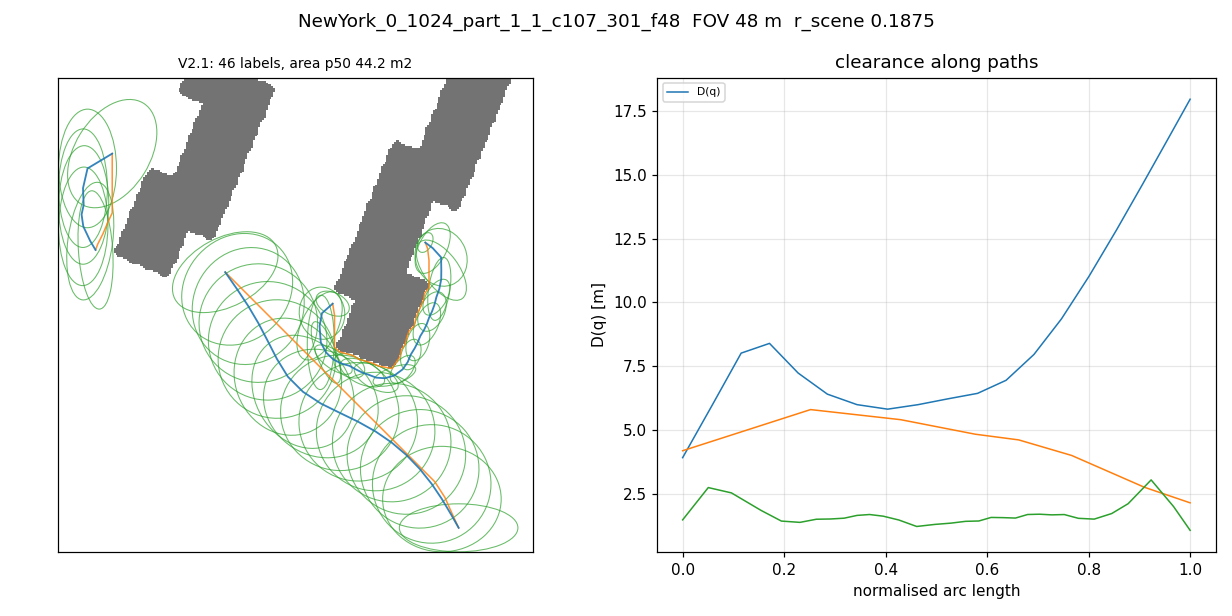 NewYork_0_1024_part_1_1_c107_301_f48  FOV 48 m  r_scene 0.1875
V2.1: 46 labels, area p50 44.2 m2
clearance along paths
D(q)
17.5
15.0
12.5
10.0
7.5
5.0
2.5
D(q) [m]
0.0 0.2 0.4 0.6 0.8 1.0
normalised arc length